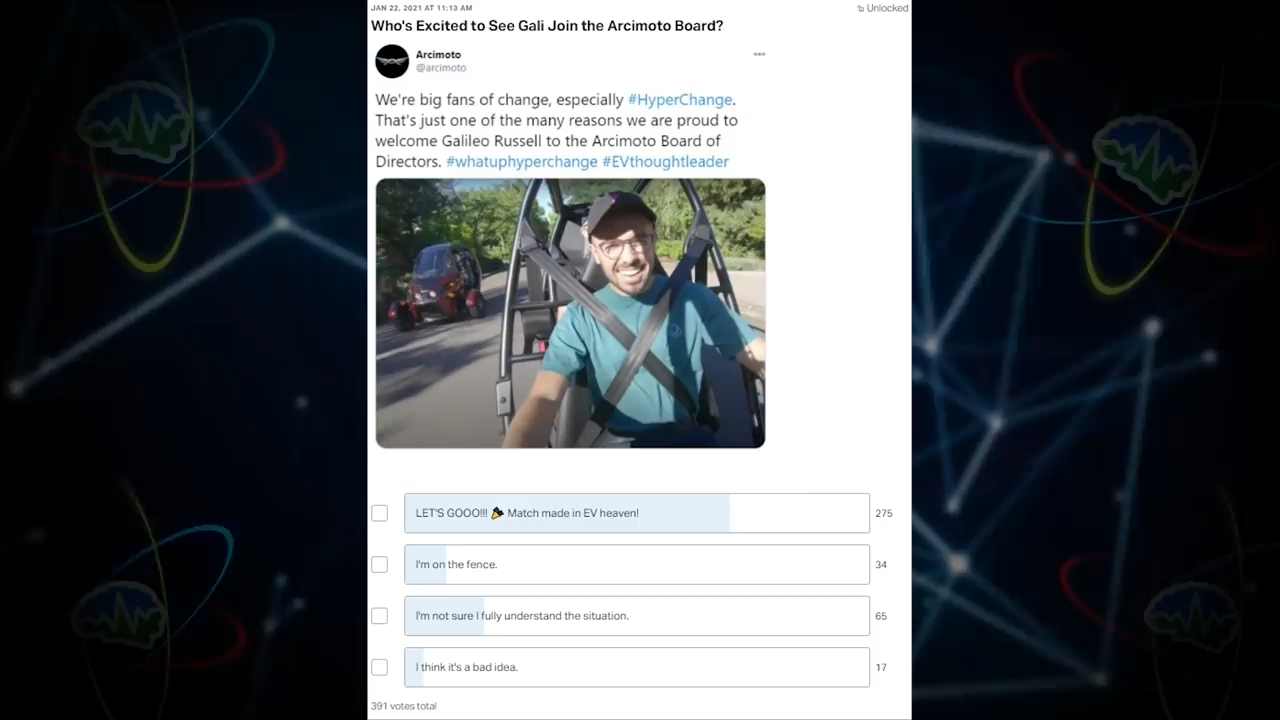 JAN 22, 2021 AT 11:13 AM
Unlocked
Who's Excited to See Gali Join the Arcimoto Board?
Arcimoto
@arcimoto
We're big fans of change, especially #HyperChange.
That's just one of the many reasons we are proud to
welcome Galileo Russell to the Arcimoto Board of
Directors. #whatuphyperchange #EVthoughtleader
LET'S GOOO!!! 🎉 Match made in EV heaven!
275
I'm on the fence.
34
I'm not sure I fully understand the situation.
65
I think it's a bad idea.
17
391 votes total